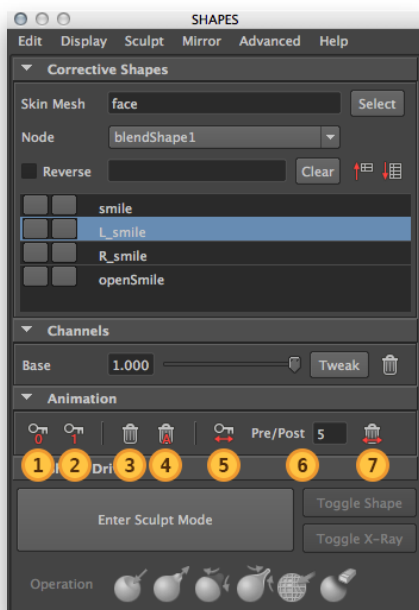 SHAPES
Edit Display Sculpt Mirror Advanced Help
Corrective Shapes
Skin Mesh face Select
Node blendShape1
Reverse Clear
smile
L_smile
R_smile
openSmile
Channels
Base 1.000 Tweak
Animation
0 1 A Pre/Post 5
1 2 3 4 5 6 7
Dri
Enter Sculpt Mode Toggle Shape
Toggle X-Ray
Operation